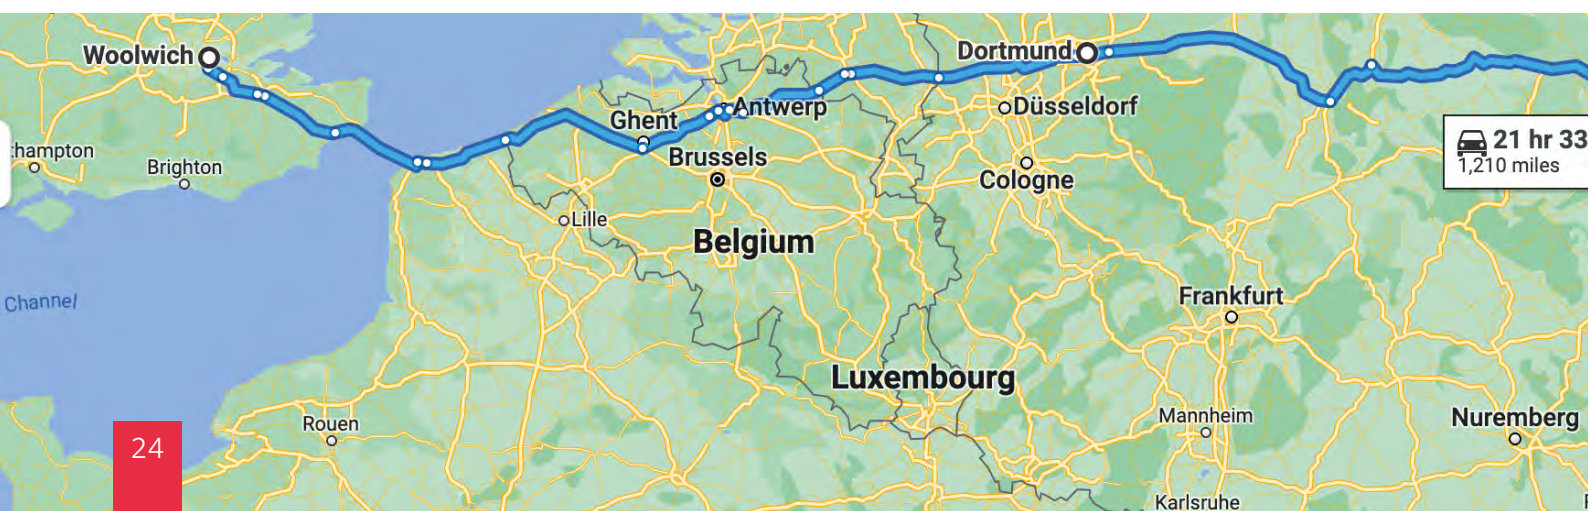 Woolwich
Dortmund
Antwerp
Düsseldorf
Ghent
21 hr 33
1,210 miles
thampton
Brighton
Brussels
Cologne
Lille
Belgium
Channel
Frankfurt
Luxembourg
Rouen
Mannheim
Nuremberg
24
Karlsruhe